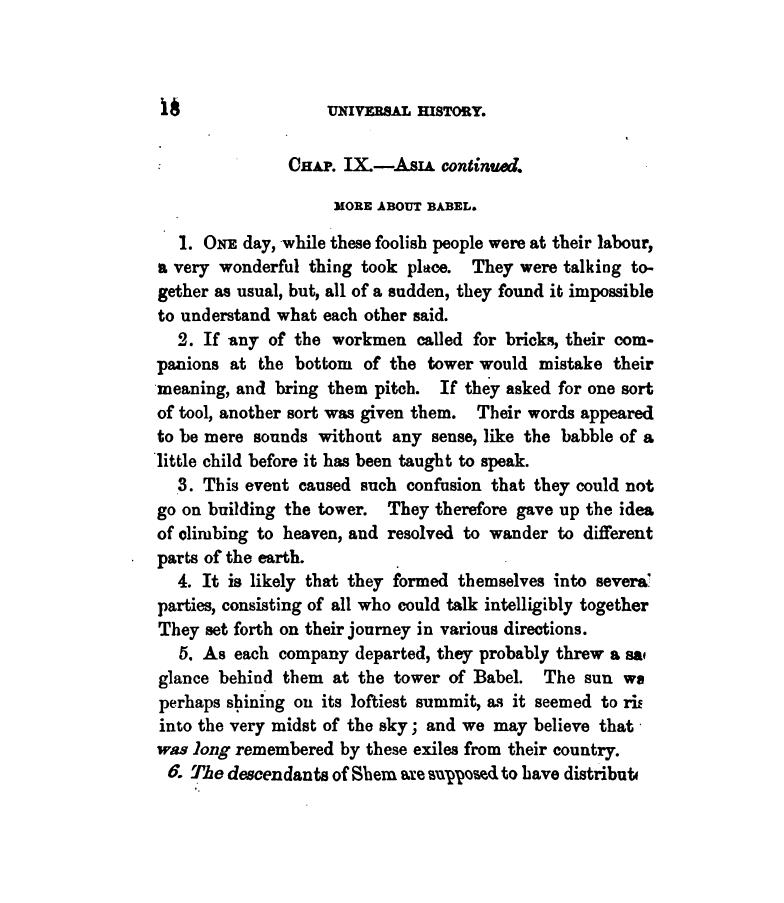 18 UNIVERSAL HISTORY.
CHAP. IX.—ASIA continued.
MORE ABOUT BABEL.
1. ONE day, while these foolish people were at their labour,
a very wonderful thing took place. They were talking to-
gether as usual, but, all of a sudden, they found it impossible
to understand what each other said.
2. If any of the workmen called for bricks, their com-
panions at the bottom of the tower would mistake their
meaning, and bring them pitch. If they asked for one sort
of tool, another sort was given them. Their words appeared
to be mere sounds without any sense, like the babble of a
little child before it has been taught to speak.
3. This event caused such confusion that they could not
go on building the tower. They therefore gave up the idea
of climbing to heaven, and resolved to wander to different
parts of the earth.
4. It is likely that they formed themselves into severa
parties, consisting of all who could talk intelligibly together
They set forth on their journey in various directions.
5. As each company departed, they probably threw a sa
glance behind them at the tower of Babel. The sun wa
perhaps shining on its loftiest summit, as it seemed to ris
into the very midst of the sky; and we may believe that
was long remembered by these exiles from their country.
6. The descendants of Shem are supposed to have distribut